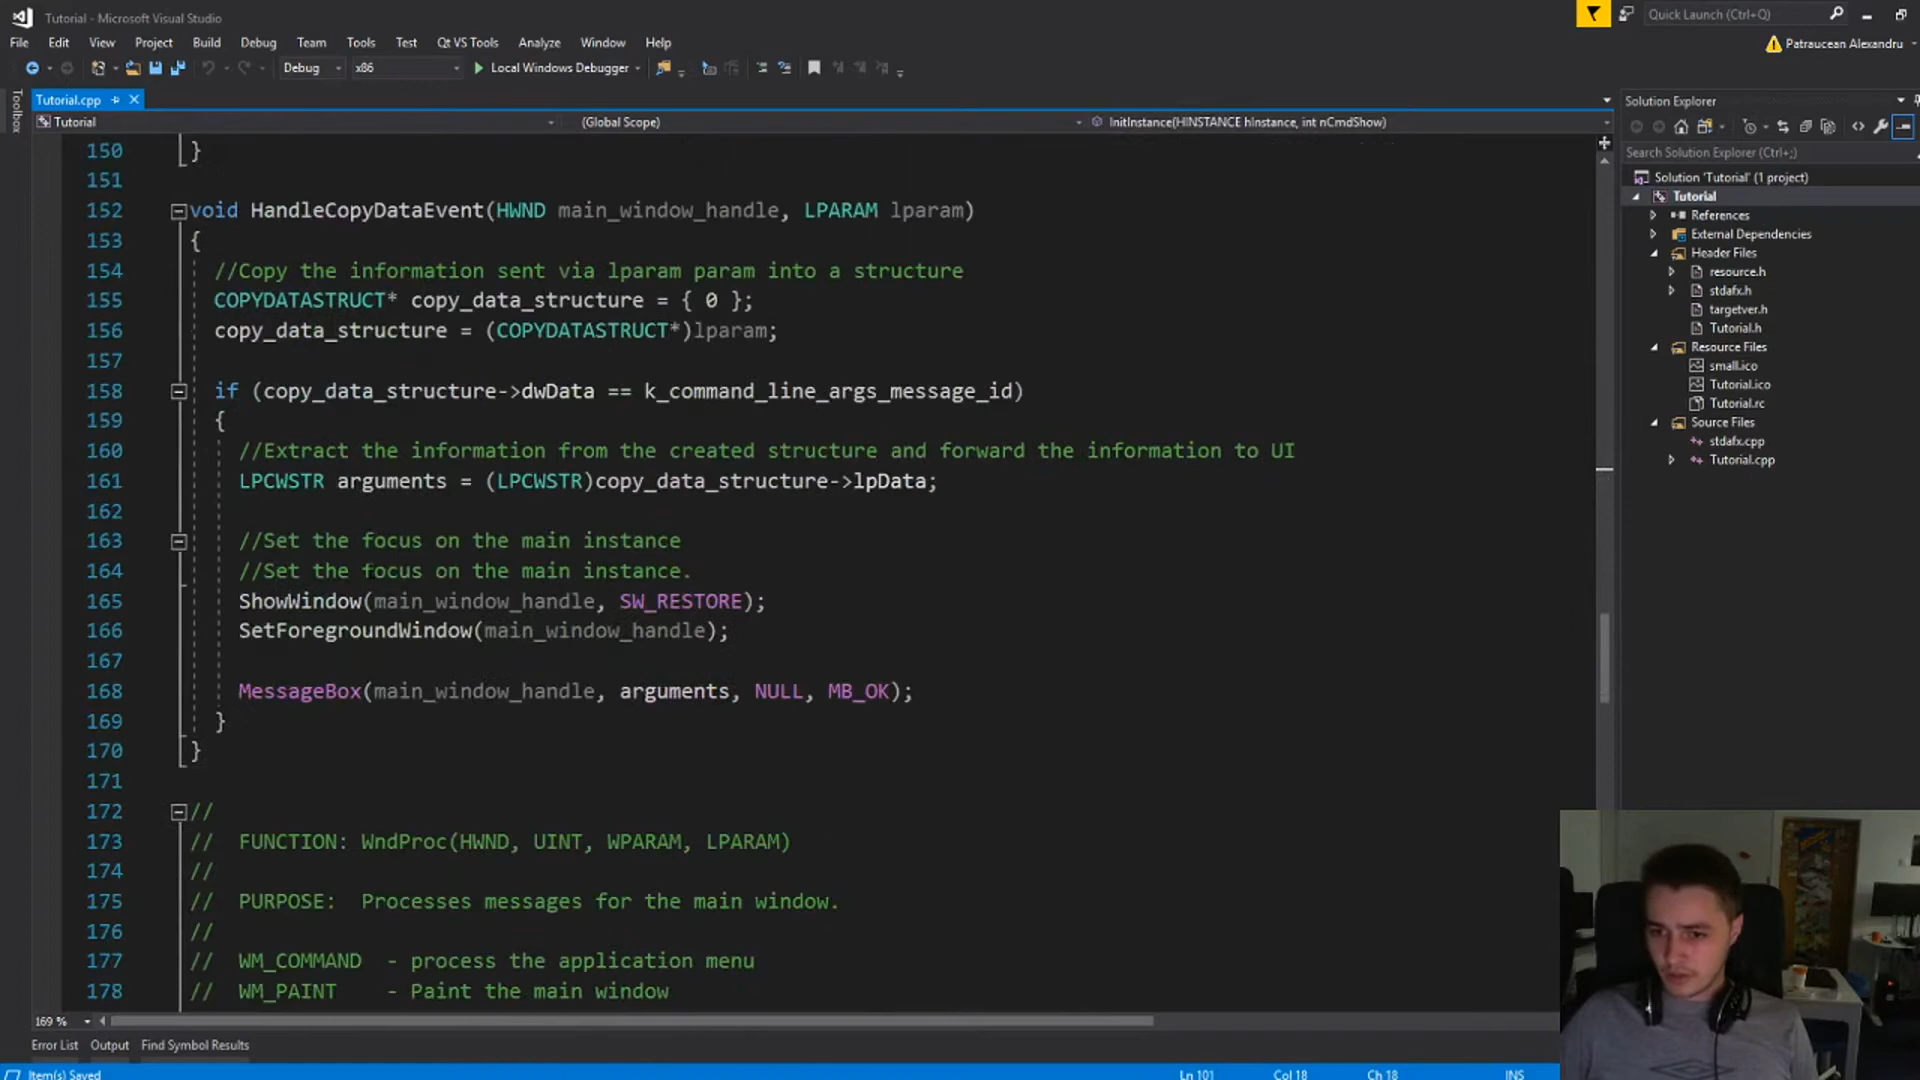 Tutorial - Microsoft Visual Studio
Quick Launch (Ctrl+Q)
File Edit View Project Build Debug Team Tools Test Qt VS Tools Analyze Window Help
Patraucean Alexandru
Debug x86 Local Windows Debugger
Toolbox
Tutorial.cpp
Tutorial (Global Scope) InitInstance(HINSTANCE hInstance, int nCmdShow)
150 }
151
152 void HandleCopyDataEvent(HWND main_window_handle, LPARAM lparam)
153 {
154 //Copy the information sent via lparam param into a structure
155 COPYDATASTRUCT* copy_data_structure = { 0 };
156 copy_data_structure = (COPYDATASTRUCT*)lparam;
157
158 if (copy_data_structure->dwData == k_command_line_args_message_id)
159 {
160 //Extract the information from the created structure and forward the information to UI
161 LPCWSTR arguments = (LPCWSTR)copy_data_structure->lpData;
162
163 //Set the focus on the main instance
164 //Set the focus on the main instance.
165 ShowWindow(main_window_handle, SW_RESTORE);
166 SetForegroundWindow(main_window_handle);
167
168 MessageBox(main_window_handle, arguments, NULL, MB_OK);
169 }
170 }
171
172 //
173 // FUNCTION: WndProc(HWND, UINT, WPARAM, LPARAM)
174 //
175 // PURPOSE: Processes messages for the main window.
176 //
177 // WM_COMMAND - process the application menu
178 // WM_PAINT - Paint the main window
169 %
Error List Output Find Symbol Results
Item(s) Saved Ln 101 Col 18 Ch 18 INS
Solution Explorer
Search Solution Explorer (Ctrl+;)
Solution 'Tutorial' (1 project)
Tutorial
References
External Dependencies
Header Files
resource.h
stdafx.h
targetver.h
Tutorial.h
Resource Files
small.ico
Tutorial.ico
Tutorial.rc
Source Files
stdafx.cpp
Tutorial.cpp